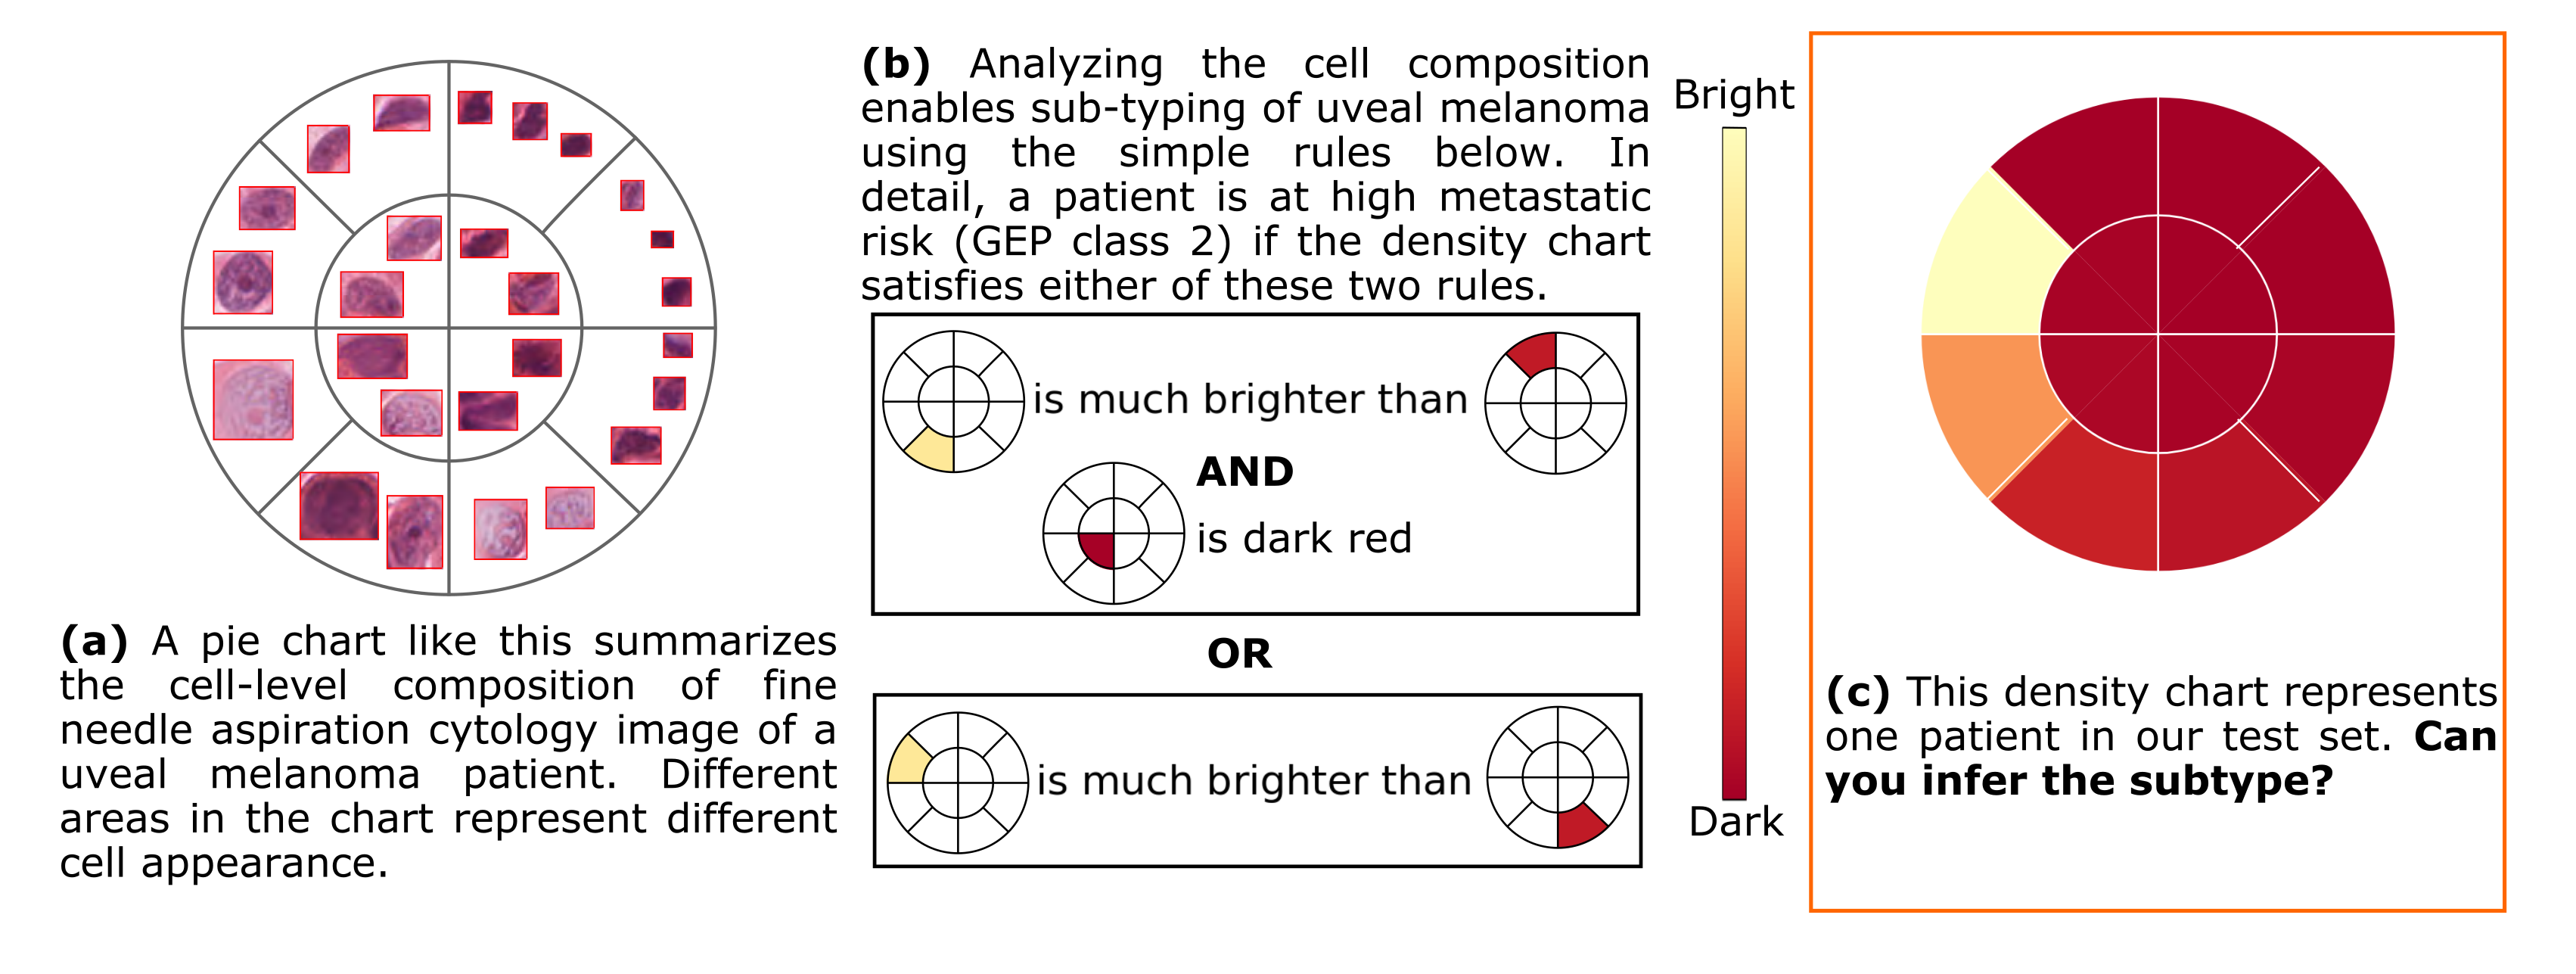 (a) A pie chart like this summarizes
the cell-level composition of fine
needle aspiration cytology image of a
uveal melanoma patient. Different
areas in the chart represent different
cell appearance.
(b) Analyzing the cell composition
enables sub-typing of uveal melanoma
using the simple rules below. In
detail, a patient is at high metastatic
risk (GEP class 2) if the density chart
satisfies either of these two rules.
is much brighter than
AND
is dark red
OR
is much brighter than
Bright
Dark
(c) This density chart represents
one patient in our test set. Can
you infer the subtype?